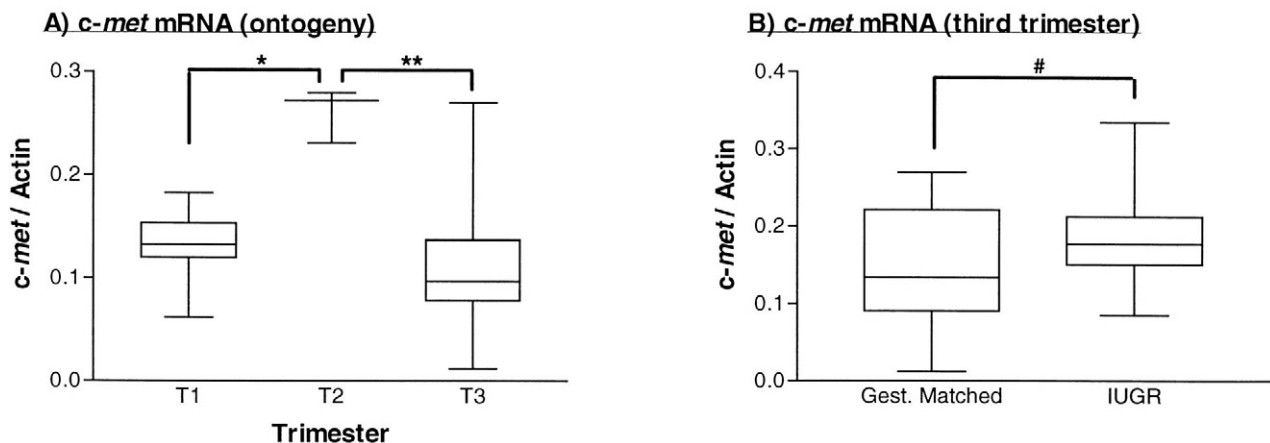 A) c-met mRNA (ontogeny)
c-met / Actin
0.3
0.2
0.1
0.0
*
**
T1
T2
T3
Trimester
B) c-met mRNA (third trimester)
c-met / Actin
0.4
0.3
0.2
0.1
0.0
#
Gest. Matched
IUGR